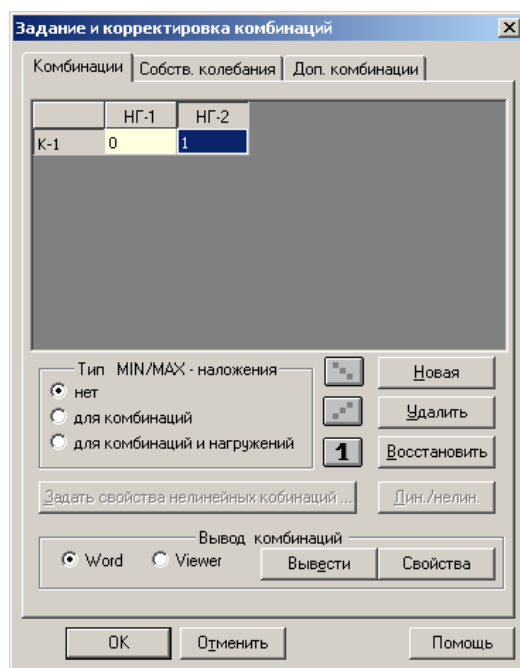 Задание и корректировка комбинаций
Комбинации Собств. колебания Доп. комбинации
НГ-1 НГ-2
К-1 0 1
Тип MIN/MAX - наложения
нет
для комбинаций
для комбинаций и нагружений
Новая
Удалить
1 Восстановить
Задать свойства нелинейных кобинаций ... Лин./нелин.
Вывод комбинаций
Word Viewer Вывести Свойства
OK Отменить Помощь